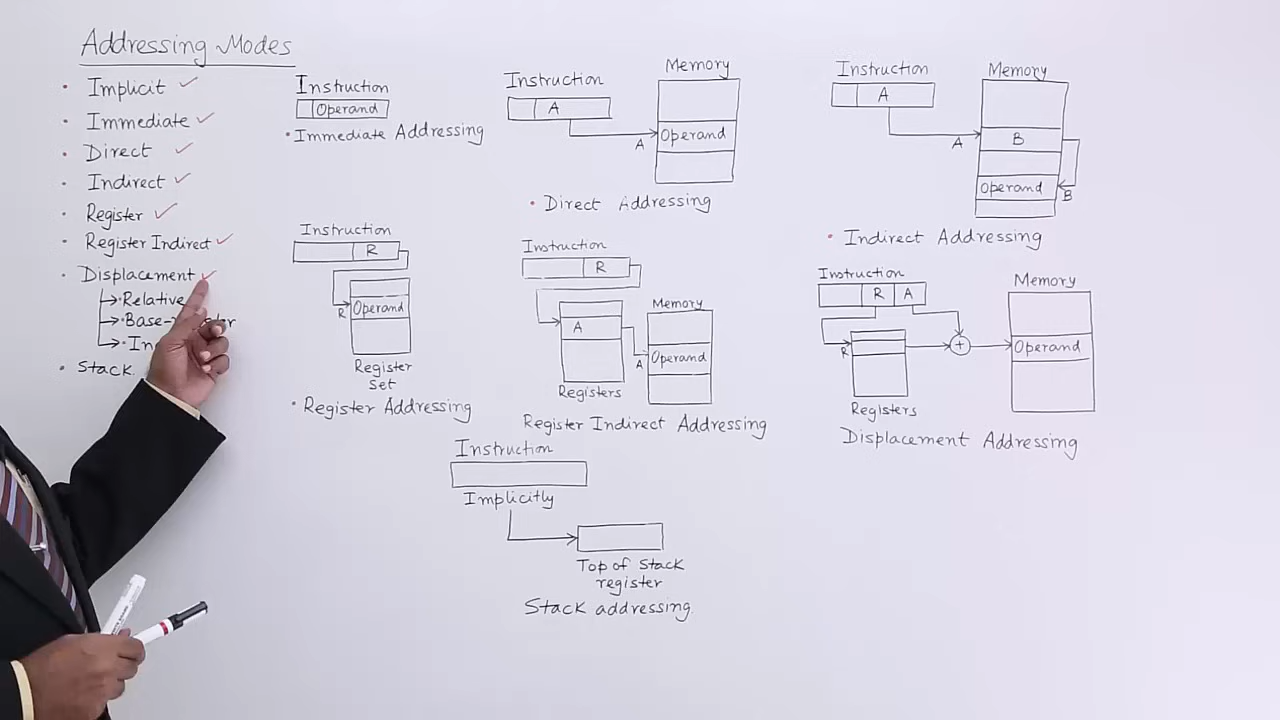 Addressing Modes
• Implicit ✓
• Immediate ✓
• Direct ✓
• Indirect ✓
• Register ✓
• Register Indirect ✓
• Displacement ✓
→ • Relative
→ • Base-
→ •
• Stack.
Instruction
Operand
• Immediate Addressing
Instruction
A
Memory
Operand
A
• Direct Addressing
Instruction
A
Memory
A
B
Operand
B
• Indirect Addressing
Instruction
R
R
Operand
Register
Set
• Register Addressing
Instruction
R
A
Registers
Memory
A
Operand
Register Indirect Addressing
Instruction
R A
R
Registers
+
Memory
Operand
Displacement Addressing
Instruction
Implicitly
Top of Stack
register
Stack addressing.